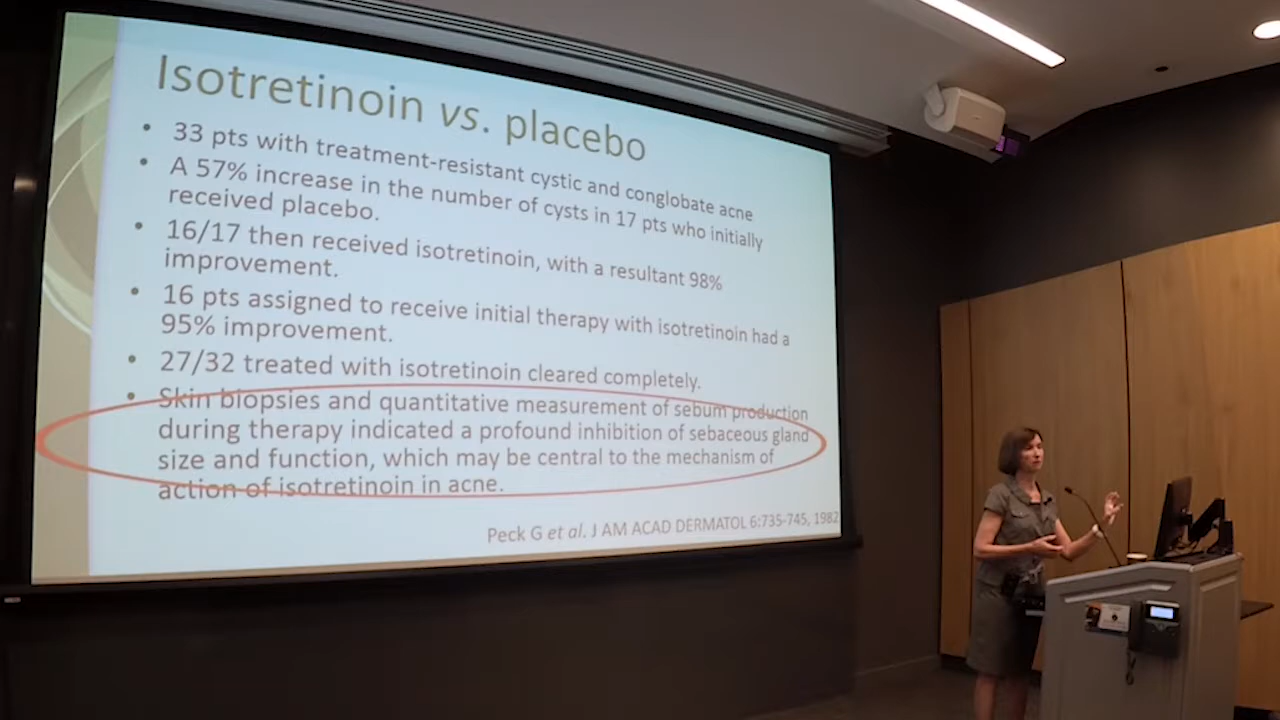 Isotretinoin vs. placebo
• 33 pts with treatment-resistant cystic and conglobate acne
• A 57% increase in the number of cysts in 17 pts who initially
received placebo.
• 16/17 then received isotretinoin, with a resultant 98%
improvement.
• 16 pts assigned to receive initial therapy with isotretinoin had a
95% improvement.
• 27/32 treated with isotretinoin cleared completely.
• Skin biopsies and quantitative measurement of sebum production
during therapy indicated a profound inhibition of sebaceous gland
size and function, which may be central to the mechanism of
action of isotretinoin in acne.
Peck G et al. J AM ACAD DERMATOL 6:735-745, 1982